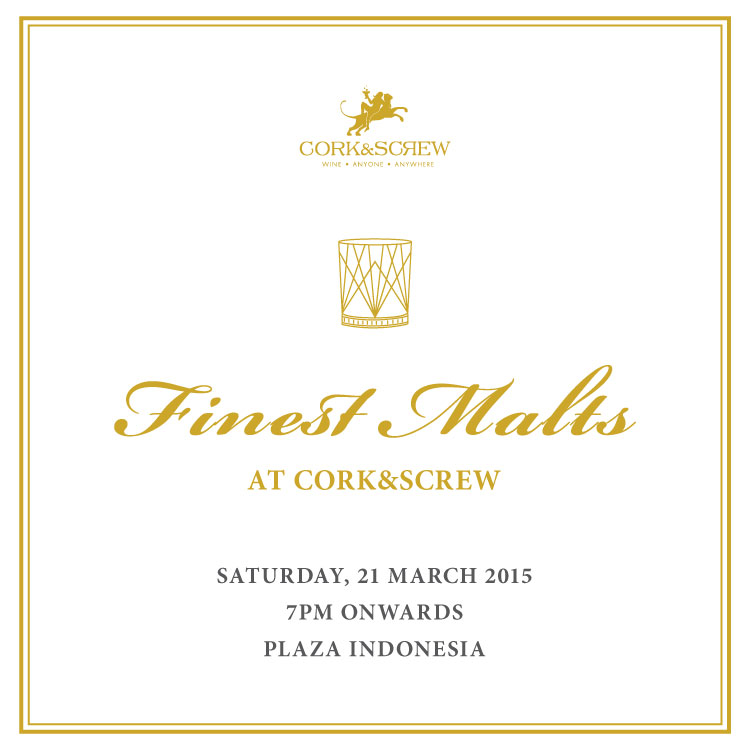 CORK&SCREW
WINE • ANYONE • ANYWHERE
Finest Malts
AT CORK&SCREW
SATURDAY, 21 MARCH 2015
7PM ONWARDS
PLAZA INDONESIA